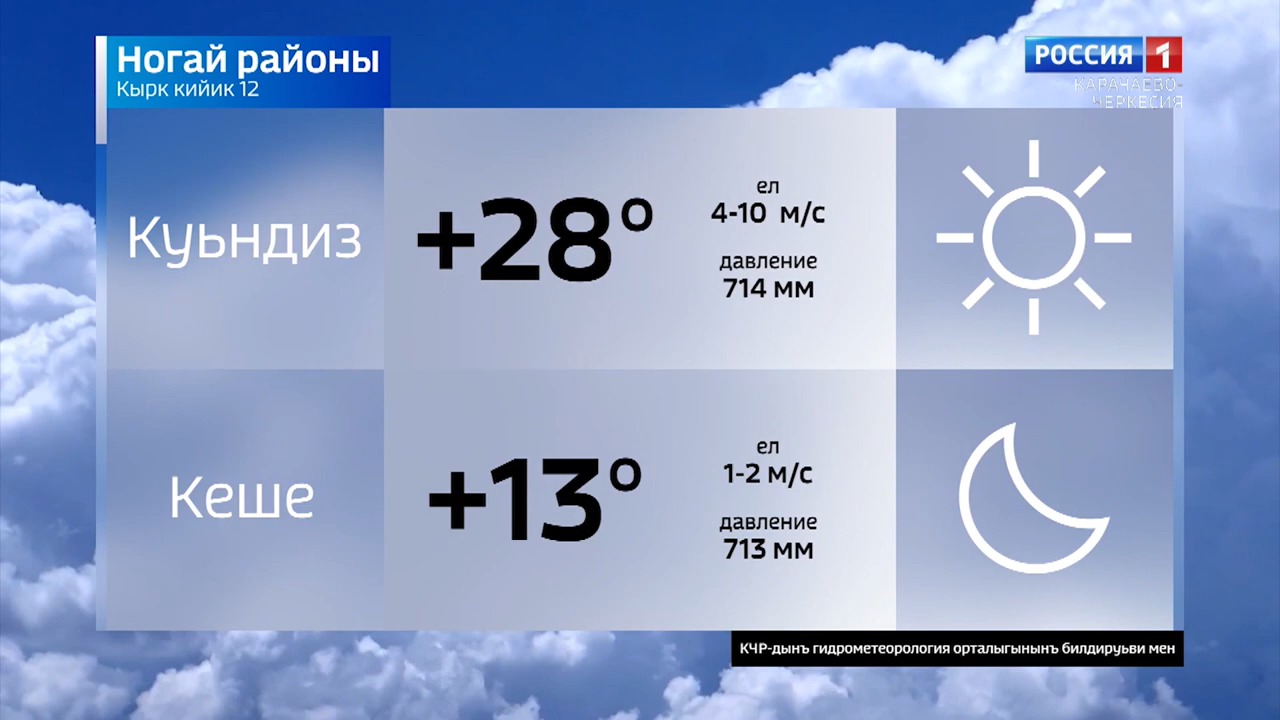 Ногай районы
Кырк кийик 12
РОССИЯ 1
КАРАЧАЕВО-
ЧЕРКЕСИЯ
Куьндиз
+28°
ел
4-10 м/с
давление
714 мм
Кеше
+13°
ел
1-2 м/с
давление
713 мм
КЧР-дынъ гидрометеорология орталыгынынъ билдируьви мен